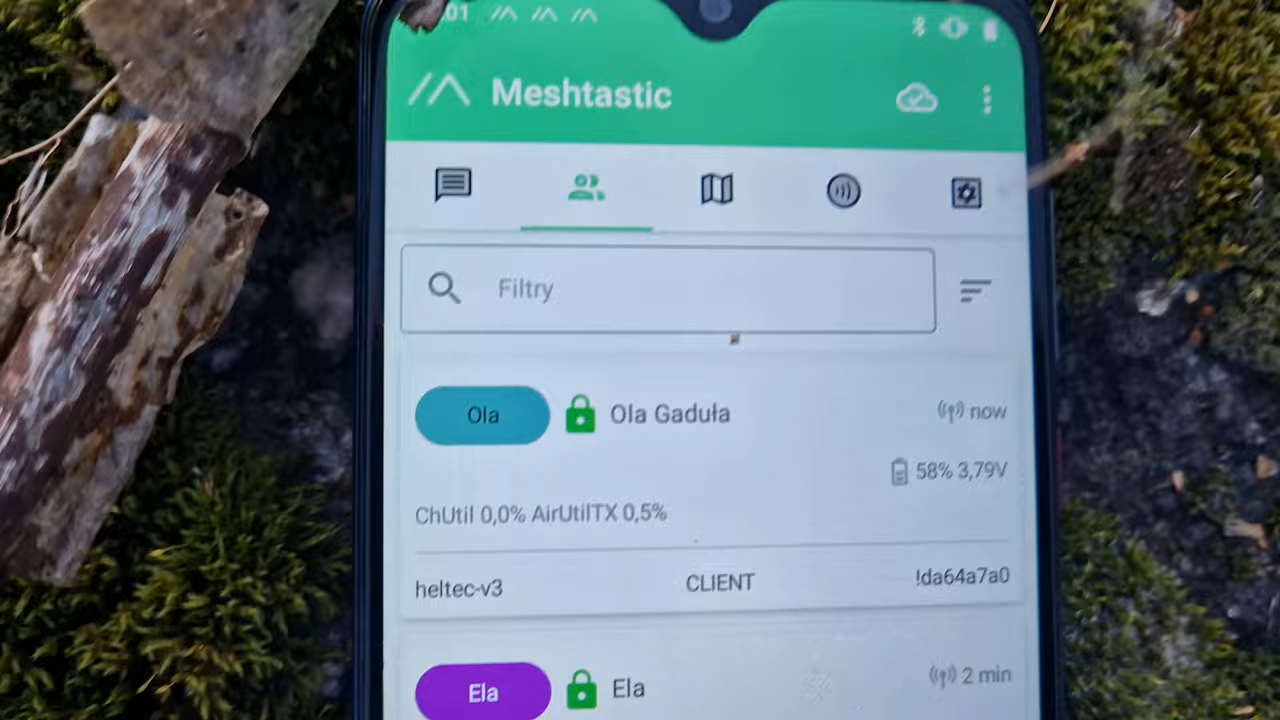 :01
Meshtastic
Filtry
Ola Ola Gaduła now
58% 3,79V
ChUtil 0,0% AirUtilTX 0,5%
heltec-v3 CLIENT !da64a7a0
Ela Ela 2 min